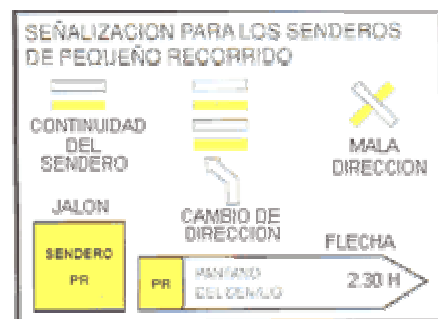 SEÑALIZACION PARA LOS SENDEROS
DE PEQUEÑO RECORRIDO
CONTINUIDAD
DEL
SENDERO
CAMBIO DE
DIRECCION
MALA
DIRECCION
JALON
SENDERO
PR
FLECHA
PR
PANTANO
2:30 H